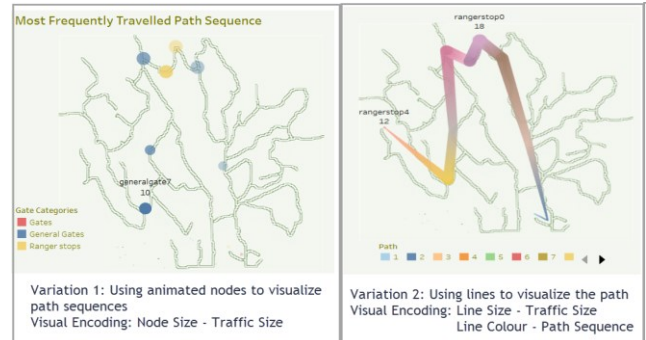 Most Frequently Travelled Path Sequence
generalgate7
10
Gate Categories
Gates
General Gates
Ranger stops
Variation 1: Using animated nodes to visualize
path sequences
Visual Encoding: Node Size - Traffic Size
rangerstop0
18
rangerstop4
12
Path
1 2 3 4 5 6 7
Variation 2: Using lines to visualize the path
Visual Encoding: Line Size - Traffic Size
Line Colour - Path Sequence